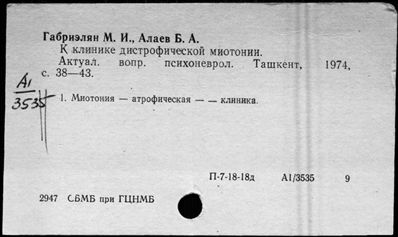 Габриэлян М. И., Алаев Б. А.
К клинике дистрофической миотонии.
Актуал. вопр. психоневрол. Ташкент, 1974,
с. 38—43.
А1
3535
1. Миотония — атрофическая — — клиника.
П-7-18-18д А1/3535 9
2947 СБМБ при ГЦНМБ